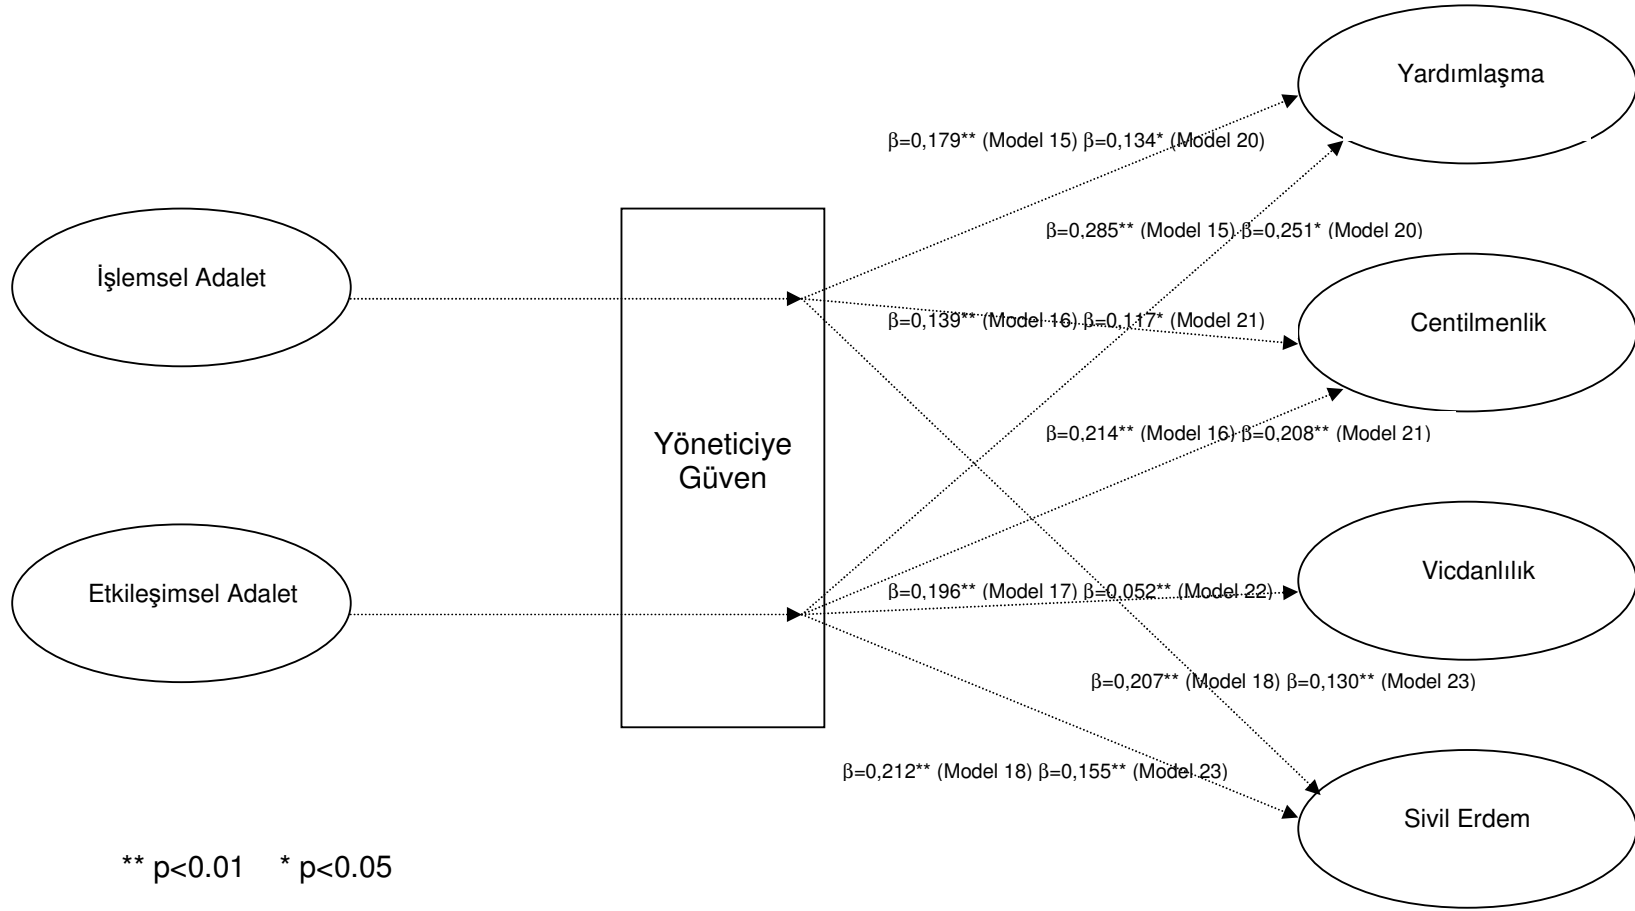 Yardımlaşma
β=0,179** (Model 15) β=0,134* (Model 20)
β=0,285** (Model 15) β=0,251* (Model 20)
İşlemsel Adalet
β=0,139** (Model 16) β=0,117* (Model 21)
Centilmenlik
Yöneticiye
Güven
β=0,214** (Model 16) β=0,208** (Model 21)
Etkileşimsel Adalet
β=0,196** (Model 17) β=0,052** (Model 22)
Vicdanlılık
β=0,207** (Model 18) β=0,130** (Model 23)
β=0,212** (Model 18) β=0,155** (Model 23)
Sivil Erdem
** p<0.01 * p<0.05